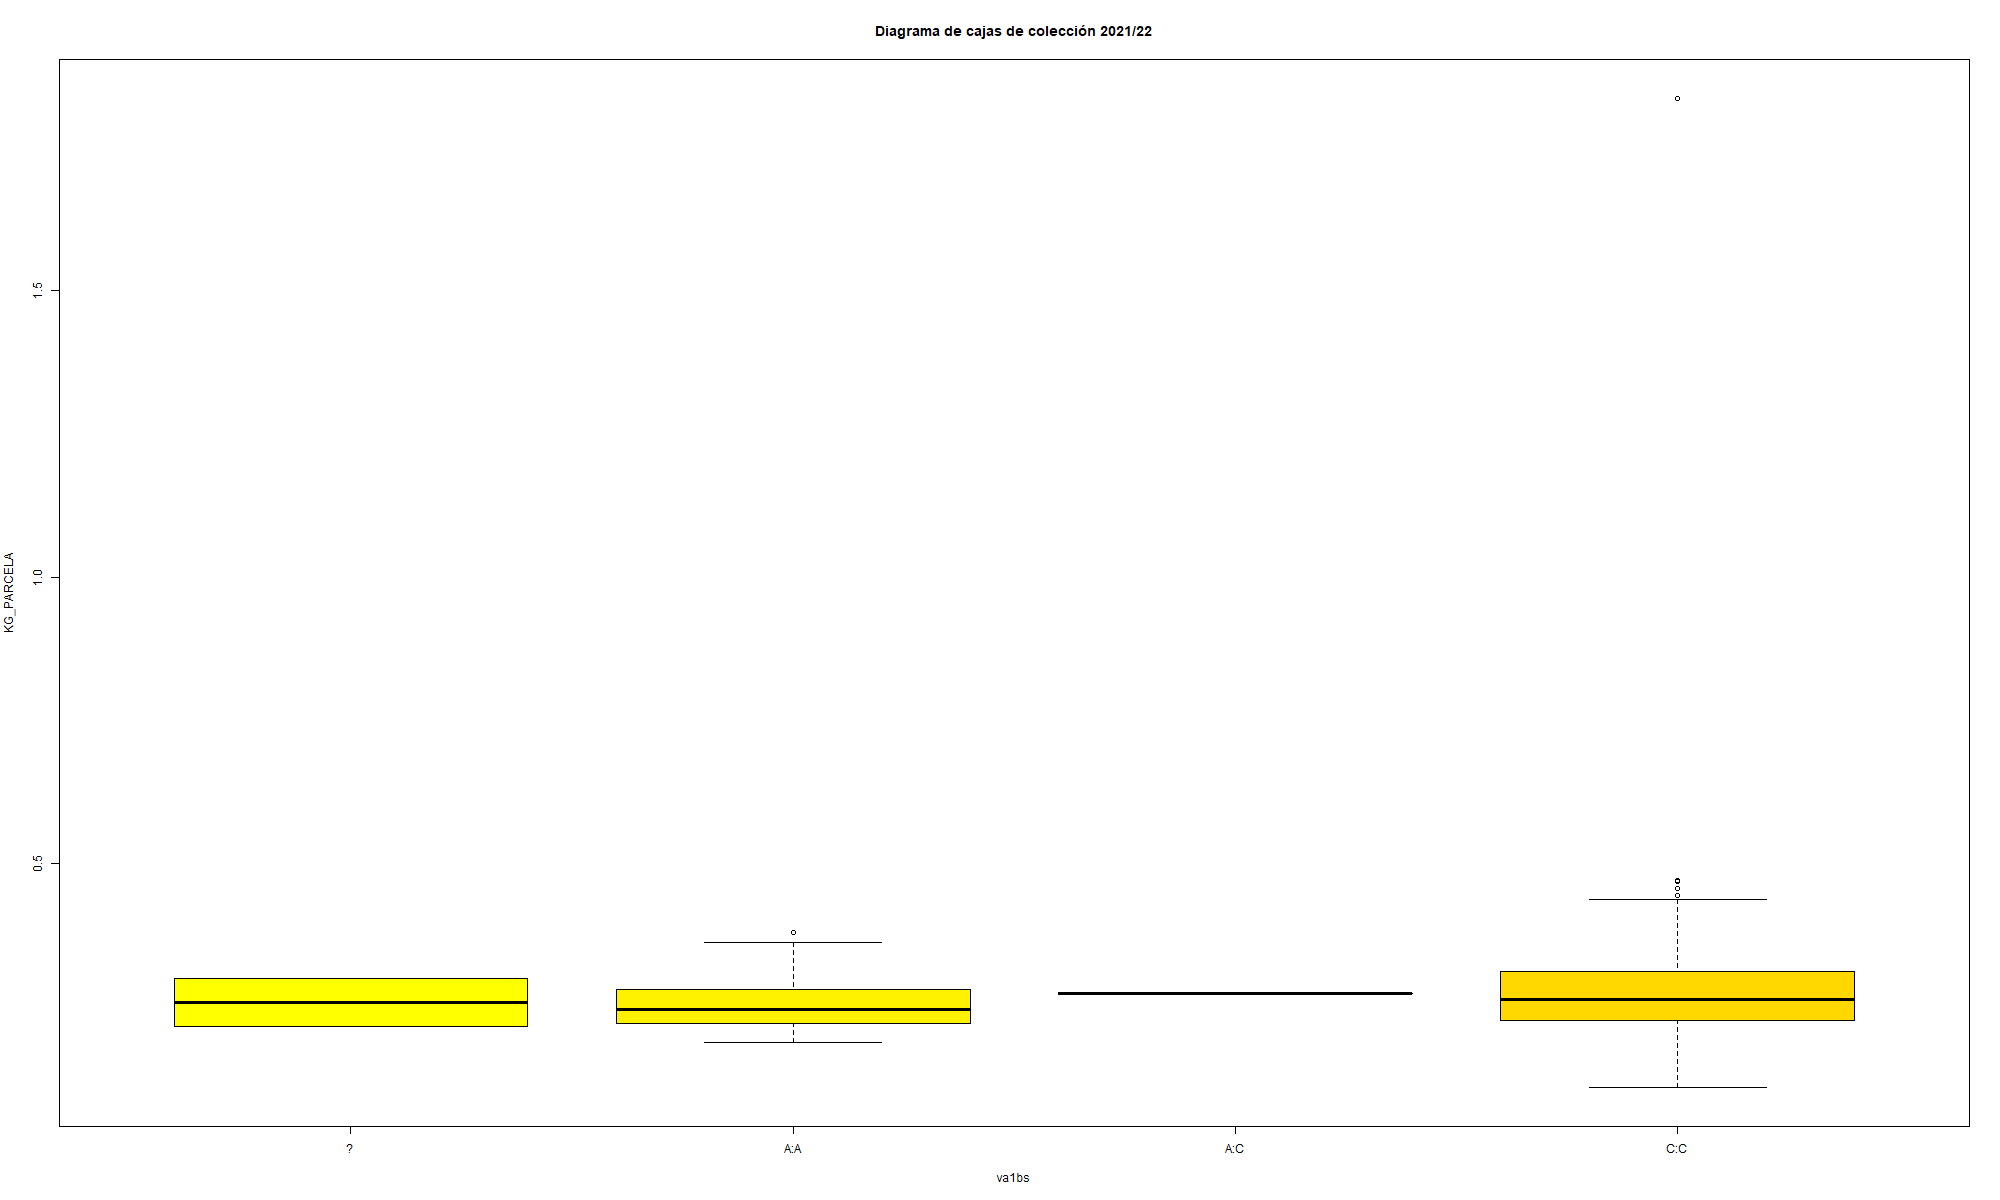 Diagrama de cajas de colección 2021/22
KG_PARCELA
1.5
1.0
0.5
?
A:A
A:C
C:C
va1bs